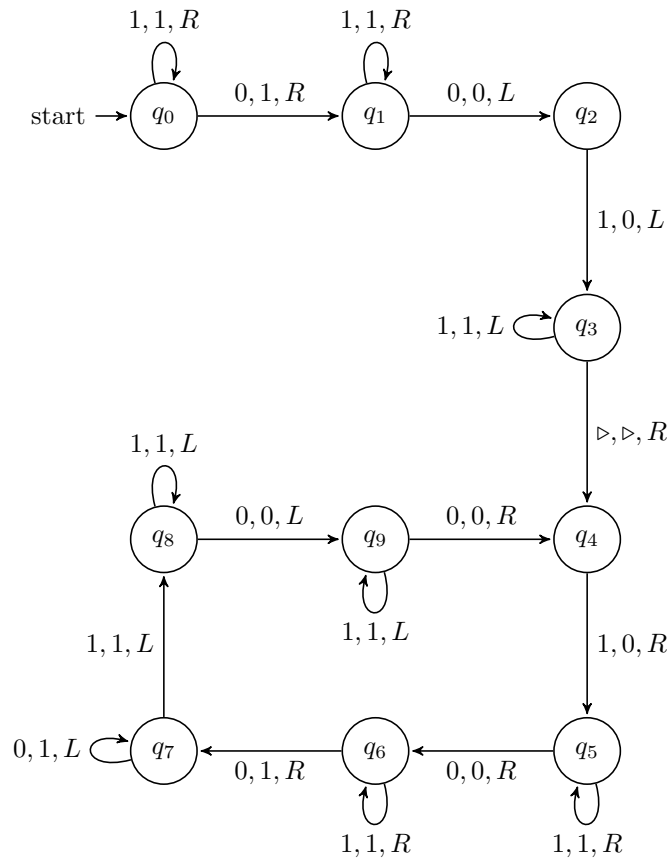 1, 1, R 1, 1, R
start q0 0, 1, R q1 0, 0, L q2
1, 0, L
1, 1, L q3
▷, ▷, R
1, 1, L
q8 0, 0, L q9 0, 0, R q4
1, 1, L
1, 1, L 1, 0, R
0, 1, L q7 0, 1, R q6 0, 0, R q5
1, 1, R 1, 1, R